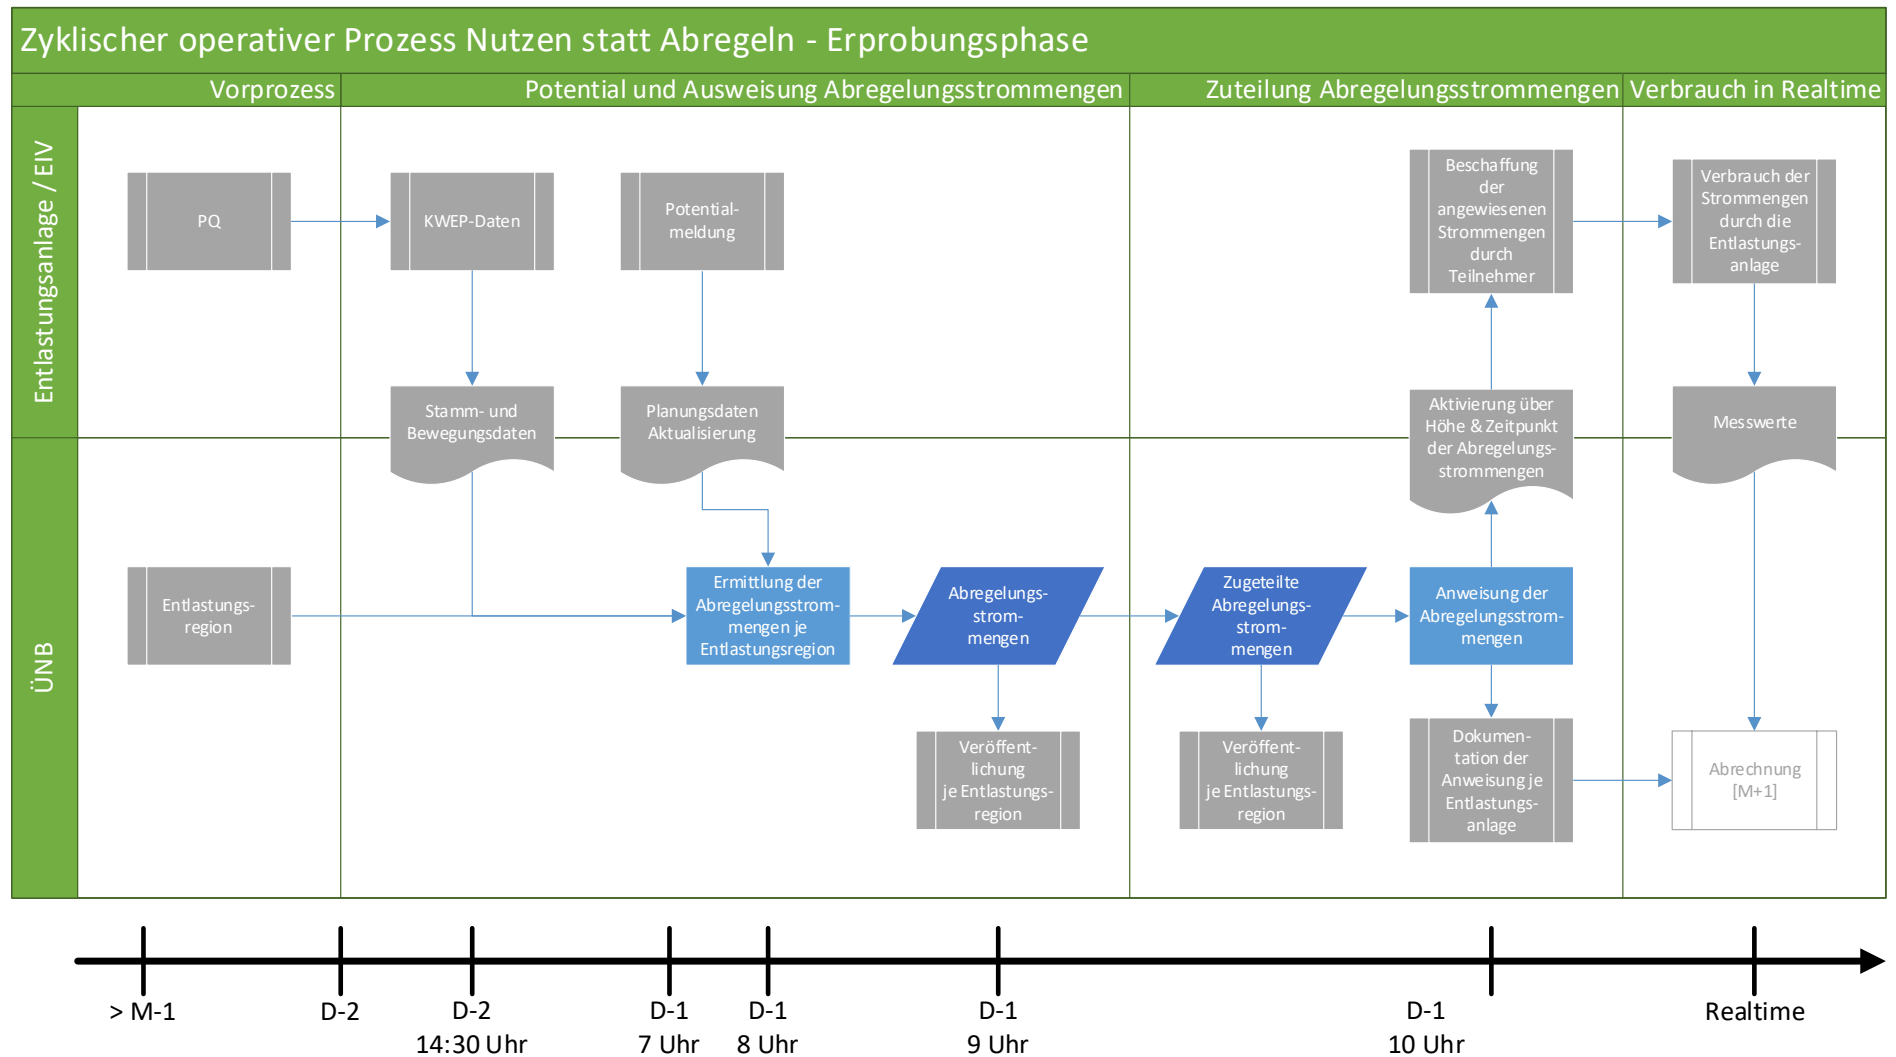 Zyklischer operativer Prozess Nutzen statt Abregeln - Erprobungsphase
Vorprozess
Potential und Ausweisung Abregelungsstrommengen
Zuteilung Abregelungsstrommengen
Verbrauch in Realtime
Entlastungsanlage / EIV
PQ
KWEP-Daten
Potential-
meldung
Beschaffung
der
angewiesenen
Strommengen
durch
Teilnehmer
Verbrauch der
Strommengen
durch die
Entlastungs-
anlage
Stamm- und
Bewegungsdaten
Planungsdaten
Aktualisierung
Aktivierung über
Höhe & Zeitpunkt
der Abregelungs-
strommengen
Messwerte
ÜNB
Entlastungs-
region
Ermittlung der
Abregelungsstrom-
mengen je
Entlastungsregion
Abregelungs-
strom-
mengen
Zugeteilte
Abregelungs-
strom-
mengen
Anweisung der
Abregelungsstrom-
mengen
Veröffent-
lichung
je Entlastungs-
region
Veröffent-
lichung
je Entlastungs-
region
Dokumen-
tation der
Anweisung je
Entlastungs-
anlage
Abrechnung
[M+1]
> M-1
D-2
D-2
14:30 Uhr
D-1
7 Uhr
D-1
8 Uhr
D-1
9 Uhr
D-1
10 Uhr
Realtime